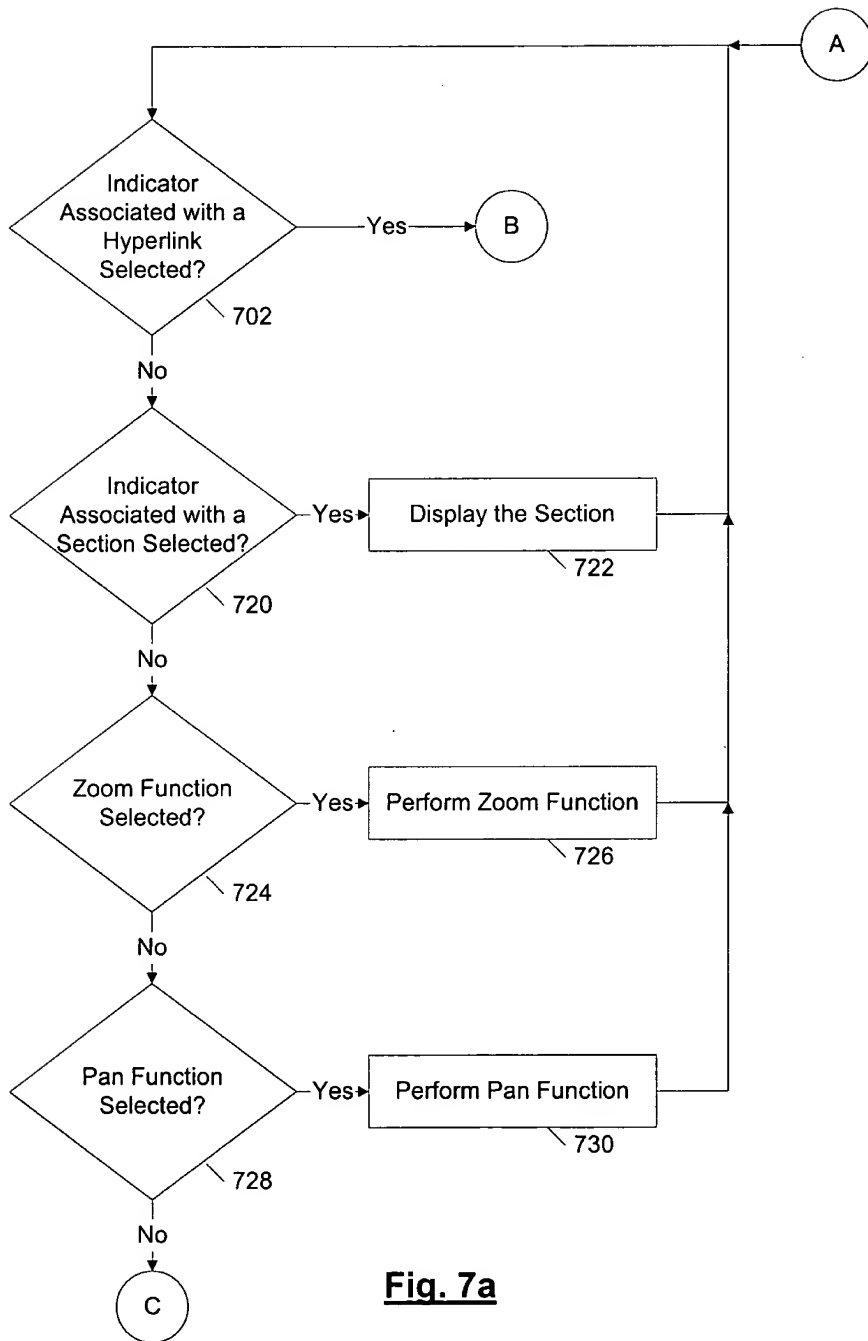 A
Indicator
Associated with a
Hyperlink
Selected?
Yes
B
702
No
Indicator
Associated with a
Section Selected?
Yes
Display the Section
722
720
No
Zoom Function
Selected?
Yes
Perform Zoom Function
726
724
No
Pan Function
Selected?
Yes
Perform Pan Function
730
728
No
C
Fig. 7a